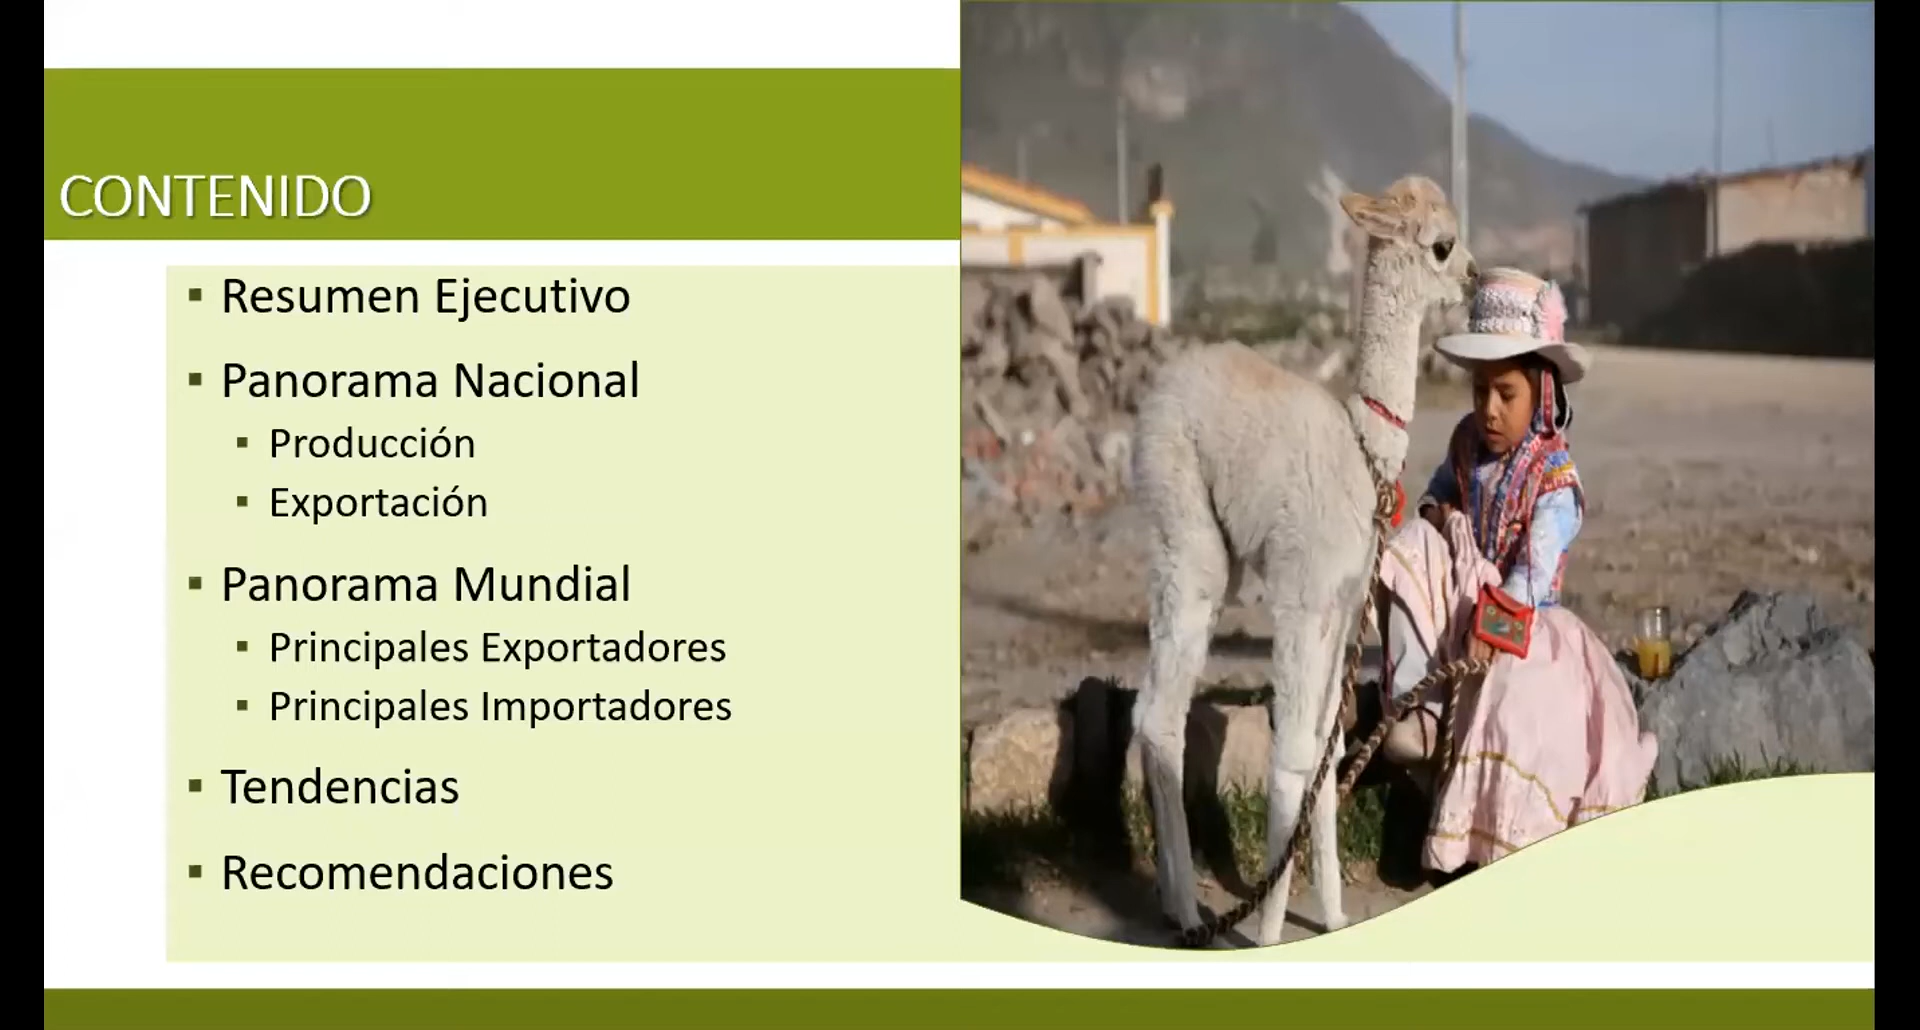 CONTENIDO
▪ Resumen Ejecutivo
▪ Panorama Nacional
▪ Producción
▪ Exportación
▪ Panorama Mundial
▪ Principales Exportadores
▪ Principales Importadores
▪ Tendencias
▪ Recomendaciones